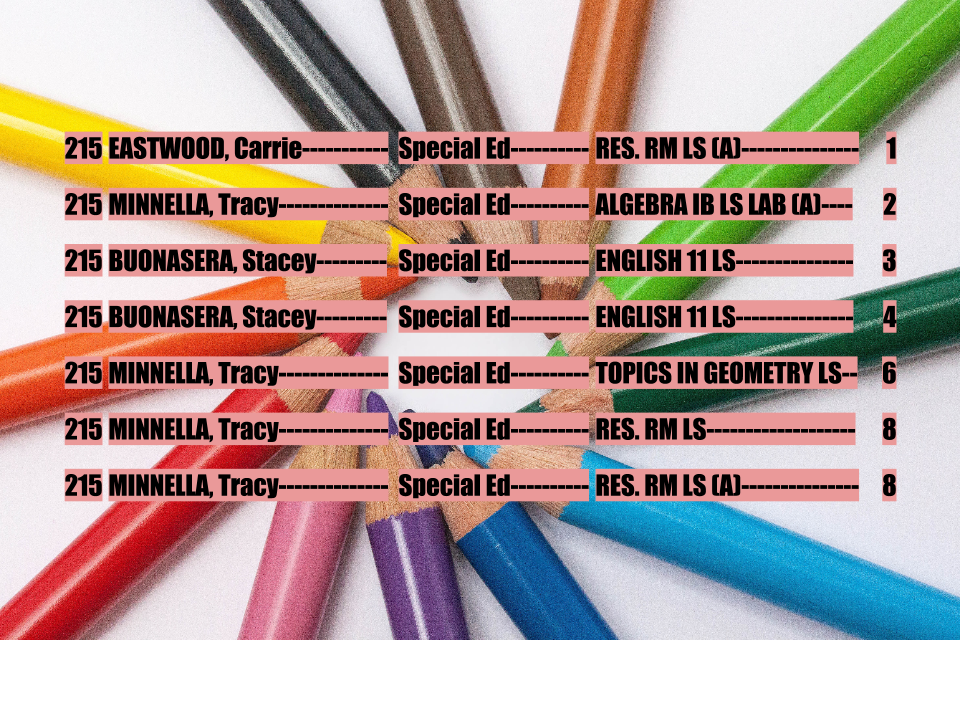 215 EASTWOOD, Carrie----------- Special Ed---------- RES. RM LS (A)--------------- 1
215 MINNELLA, Tracy-------------- Special Ed---------- ALGEBRA IB LS LAB (A)---- 2
215 BUONASERA, Stacey--------- Special Ed---------- ENGLISH 11 LS--------------- 3
215 BUONASERA, Stacey--------- Special Ed---------- ENGLISH 11 LS--------------- 4
215 MINNELLA, Tracy-------------- Special Ed---------- TOPICS IN GEOMETRY LS-- 6
215 MINNELLA, Tracy-------------- Special Ed---------- RES. RM LS------------------- 8
215 MINNELLA, Tracy-------------- Special Ed---------- RES. RM LS (A)--------------- 8